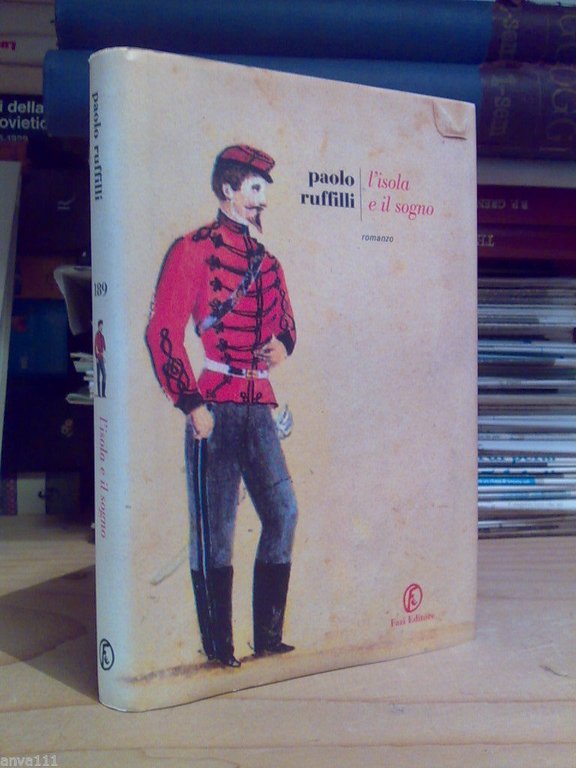 paolo
ruffilli
l'isola
e il sogno
romanzo
Fazi Editore
paolo ruffilli
189
l'isola e il sogno
i della
ovietic
anva111